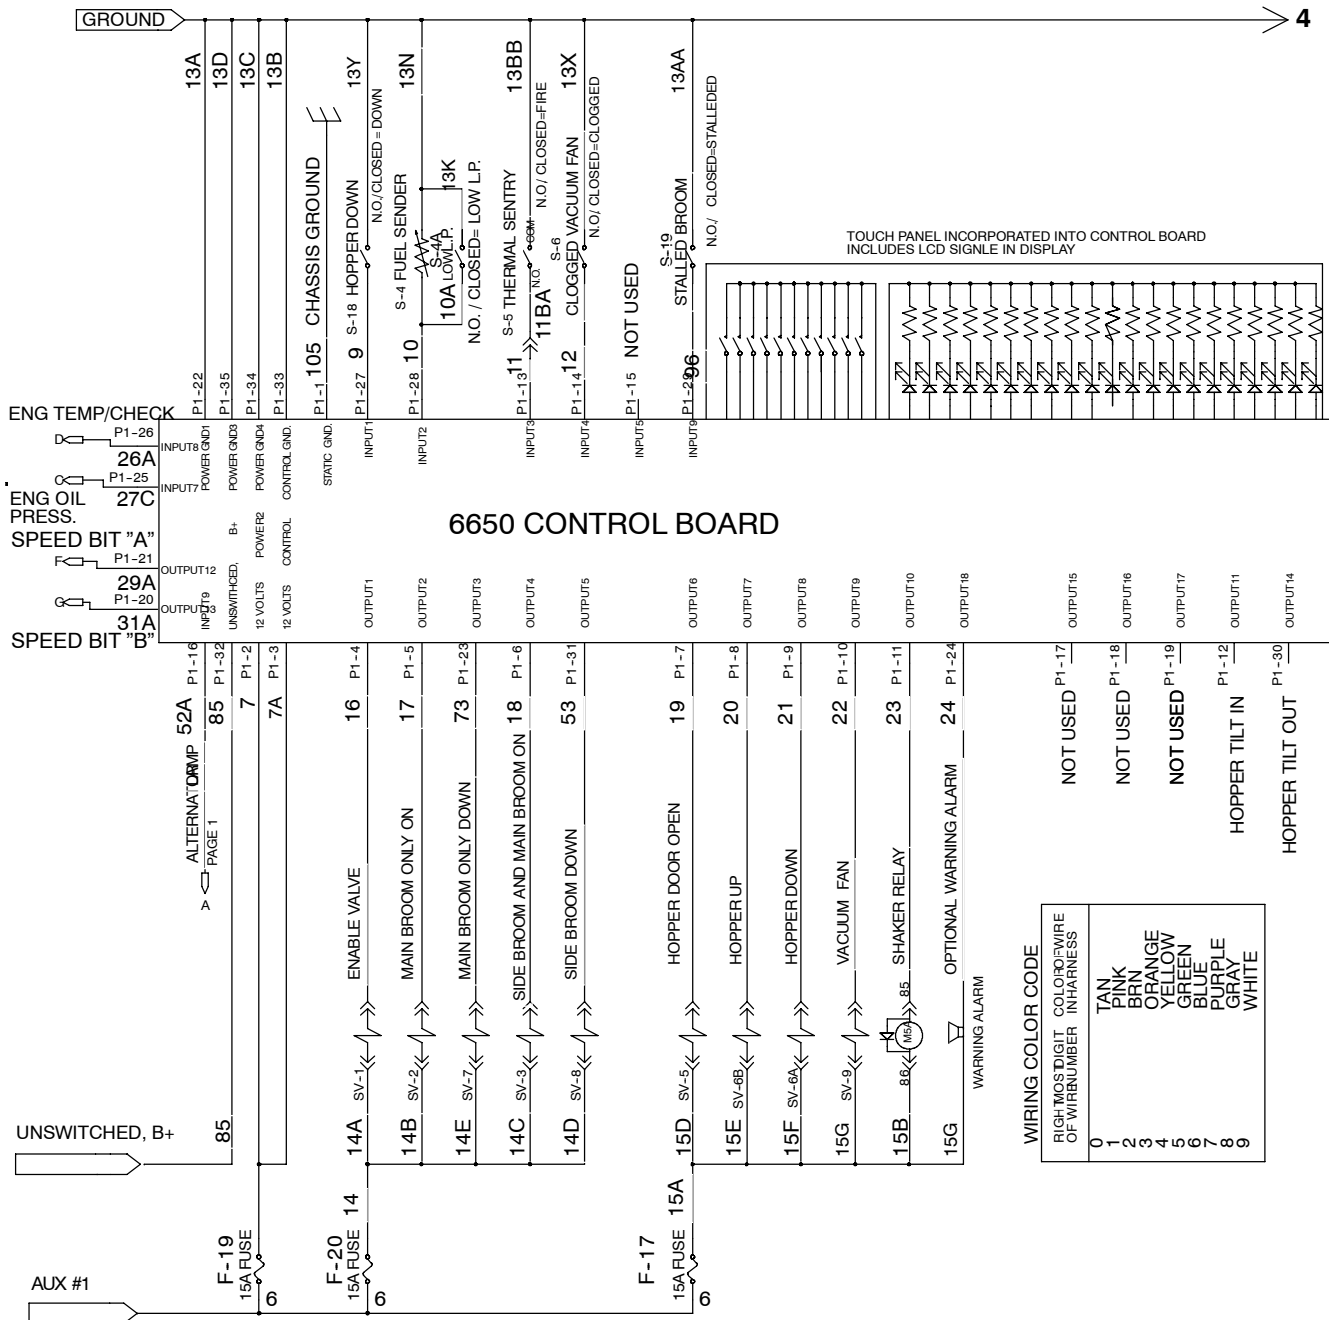 GROUND
4
13A
13D
13C
13B
13Y
13N
13BB
13X
13AA
N.O./CLOSED = DOWN
13K
N.O./ CLOSED=FIRE
N.O./ CLOSED=CLOGGED
N.O./ CLOSED=STALLEDED
105 CHASSIS GROUND
9 S-18 HOPPER DOWN
10 S-4 FUEL SENDER
S-4A
10A LOW L.P.
N.O. / CLOSED= LOW L.P.
11 S-5 THERMAL SENTRY
COM
N.O.
11BA
12 CLOGGED VACUUM FAN
S-6
NOT USED
S-19
STALLED BROOM
96
TOUCH PANEL INCORPORATED INTO CONTROL BOARD
INCLUDES LCD SIGNLE IN DISPLAY
P1-22
P1-35
P1-34
P1-33
P1-1
P1-27
P1-28
P1-13
P1-14
P1-15
P1-29
ENG TEMP/CHECK
D
P1-26
26A
INPUT8
C
P1-25
27C
INPUT7
ENG OIL
PRESS.
SPEED BIT "A"
F
P1-21
29A
OUTPUT12
G
P1-20
31A
OUTPUT13
SPEED BIT "B"
POWER GND1
POWER GND3
POWER GND4
CONTROL GND.
STATIC GND.
INPUT1
INPUT2
INPUT3
INPUT4
INPUT5
INPUT9
6650 CONTROL BOARD
INPUT9
UNSWITHCED, B+
12 VOLTS POWER2
12 VOLTS CONTROL
OUTPUT1
OUTPUT2
OUTPUT3
OUTPUT4
OUTPUT5
OUTPUT6
OUTPUT7
OUTPUT8
OUTPUT9
OUTPUT10
OUTPUT18
OUTPUT15
OUTPUT16
OUTPUT17
OUTPUT11
OUTPUT14
P1-16
P1-32
P1-2
P1-3
P1-4
P1-5
P1-23
P1-6
P1-31
P1-7
P1-8
P1-9
P1-10
P1-11
P1-24
P1-17
P1-18
P1-19
P1-12
P1-30
52A
85
7
7A
16
17
73
18
53
19
20
21
22
23
24
NOT USED
NOT USED
NOT USED
HOPPER TILT IN
HOPPER TILT OUT
ALTERNATOR
PAGE 1
A
ENABLE VALVE
MAIN BROOM ONLY ON
MAIN BROOM ONLY DOWN
SIDE BROOM AND MAIN BROOM ON
SIDE BROOM DOWN
HOPPER DOOR OPEN
HOPPER UP
HOPPER DOWN
VACUUM FAN
SHAKER RELAY
OPTIONAL WARNING ALARM
85
M5A
86
WARNING ALARM
SV-1
SV-2
SV-7
SV-3
SV-8
SV-5
SV-6B
SV-6A
SV-9
14A
14B
14E
14C
14D
15D
15E
15F
15G
15B
15G
WIRING COLOR CODE
RIGHT MOST DIGIT OF WIRE NUMBER
COLOR OF WIRE IN HARNESS
0 TAN
1 PINK
2 BRN
3 ORANGE
4 YELLOW
5 GREEN
6 BLUE
7 PURPLE
8 GRAY
9 WHITE
UNSWITCHED, B+
85
14
15A
F-19
15A FUSE
6
F-20
15A FUSE
6
F-17
15A FUSE
6
AUX #1